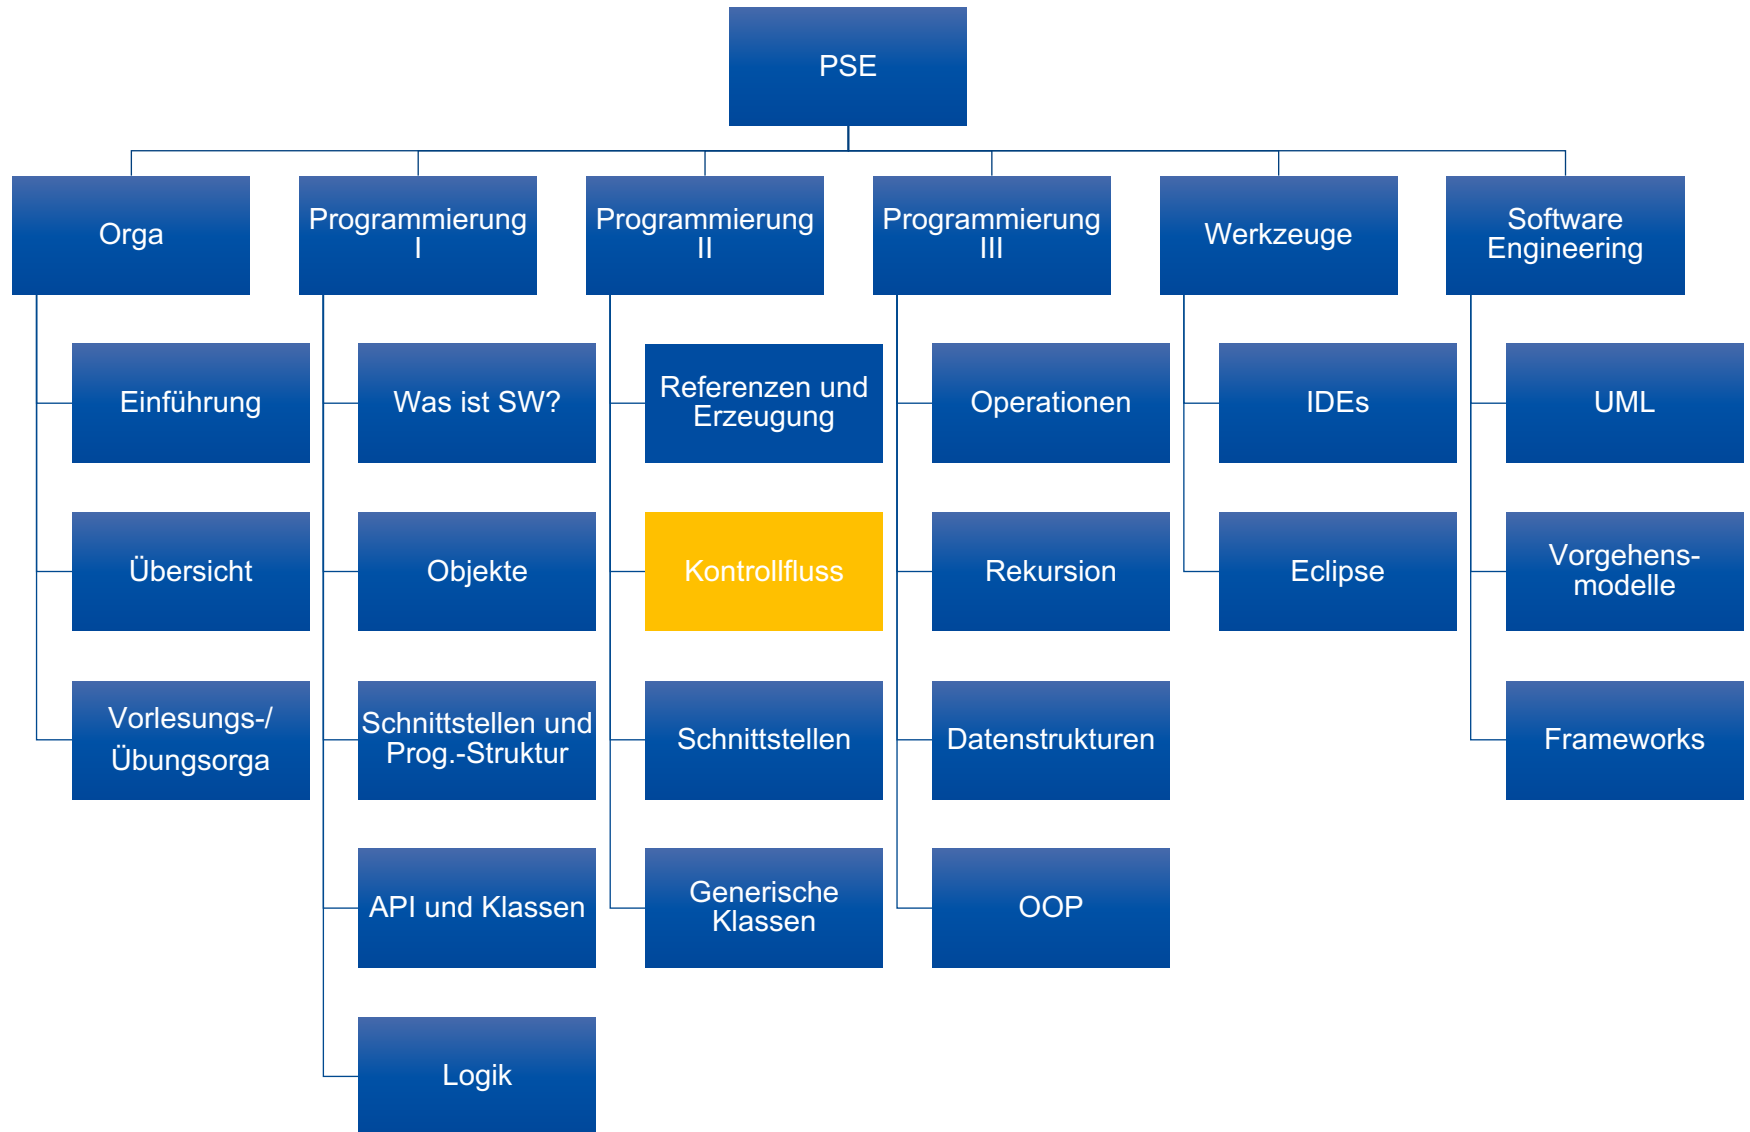 PSE
Orga
Programmierung
I
Programmierung
II
Programmierung
III
Werkzeuge
Software
Engineering
Einführung
Übersicht
Vorlesungs-/
Übungsorga
Was ist SW?
Objekte
Schnittstellen und
Prog.-Struktur
API und Klassen
Logik
Referenzen und
Erzeugung
Kontrollfluss
Schnittstellen
Generische
Klassen
Operationen
Rekursion
Datenstrukturen
OOP
IDEs
Eclipse
UML
Vorgehens-
modelle
Frameworks